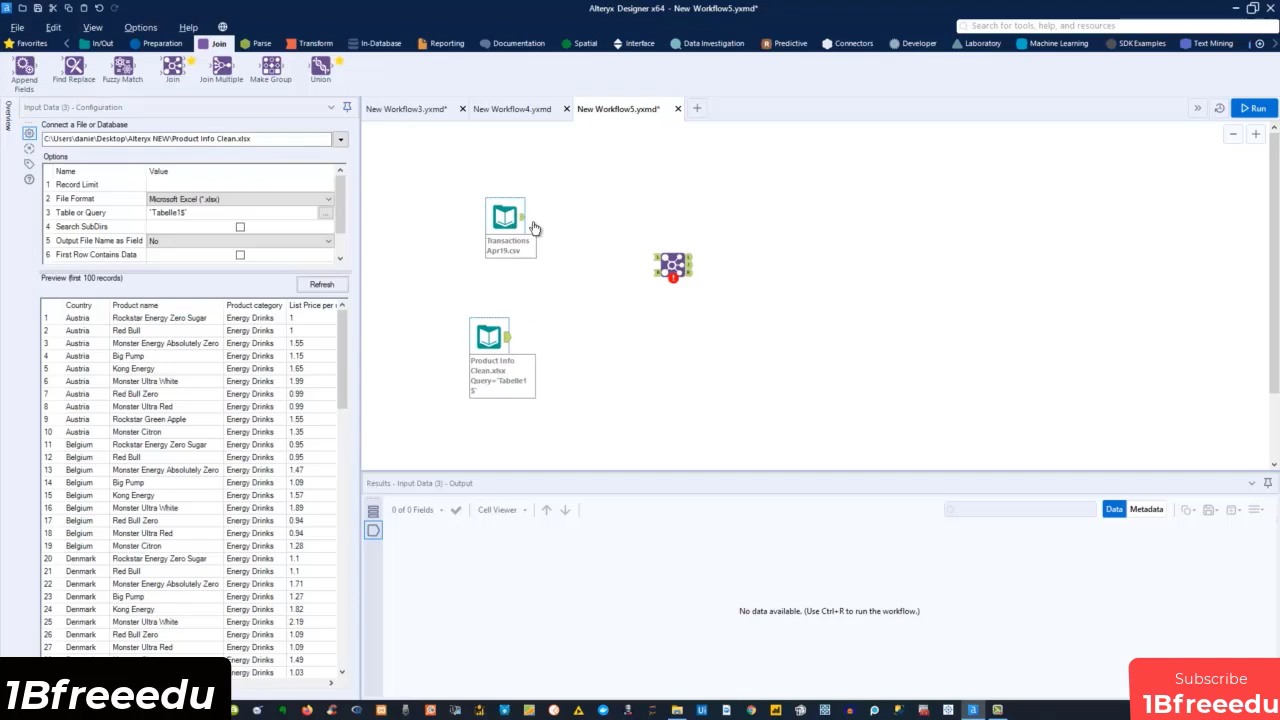 Alteryx Designer x64 - New Workflow5.yxmd*
File Edit View Options Help
Search for tools, help, and resources
Favorites In/Out Preparation Join Parse Transform In-Database Reporting Documentation Spatial Interface Data Investigation Predictive Connectors Developer Laboratory Machine Learning SDK Examples Text Mining
Append Fields Find Replace Fuzzy Match Join Join Multiple Make Group Union
Overview
Input Data (3) - Configuration
New Workflow3.yxmd* New Workflow4.yxmd New Workflow5.yxmd*
Run
Connect a File or Database
C:\Users\danie\Desktop\Alteryx NEW\Product Info Clean.xlsx
Options
Name Value
1 Record Limit
2 File Format Microsoft Excel (*.xlsx)
3 Table or Query `Tabelle1$` ...
4 Search SubDirs
5 Output File Name as Field No
6 First Row Contains Data
Preview (first 100 records)
Refresh
Country Product name Product category List Price per
1 Austria Rockstar Energy Zero Sugar Energy Drinks 1
2 Austria Red Bull Energy Drinks 1
3 Austria Monster Energy Absolutely Zero Energy Drinks 1.55
4 Austria Big Pump Energy Drinks 1.15
5 Austria Kong Energy Energy Drinks 1.65
6 Austria Monster Ultra White Energy Drinks 1.99
7 Austria Red Bull Zero Energy Drinks 0.99
8 Austria Monster Ultra Red Energy Drinks 0.99
9 Austria Rockstar Green Apple Energy Drinks 1.55
10 Austria Monster Citron Energy Drinks 1.32
11 Belgium Rockstar Energy Zero Sugar Energy Drinks 0.95
12 Belgium Red Bull Energy Drinks 0.95
13 Belgium Monster Energy Absolutely Zero Energy Drinks 1.47
14 Belgium Big Pump Energy Drinks 1.09
15 Belgium Kong Energy Energy Drinks 1.57
16 Belgium Monster Ultra White Energy Drinks 1.89
17 Belgium Red Bull Zero Energy Drinks 0.94
18 Belgium Monster Ultra Red Energy Drinks 0.94
19 Belgium Monster Citron Energy Drinks 1.28
20 Denmark Rockstar Energy Zero Sugar Energy Drinks 1.1
21 Denmark Red Bull Energy Drinks 1.1
22 Denmark Monster Energy Absolutely Zero Energy Drinks 1.71
23 Denmark Big Pump Energy Drinks 1.27
24 Denmark Kong Energy Energy Drinks 1.82
25 Denmark Monster Ultra White Energy Drinks 2.19
26 Denmark Red Bull Zero Energy Drinks 1.09
27 Denmark Monster Ultra Red Energy Drinks 1.09
Energy Drinks 1.49
Energy Drinks 1.03
Transactions
Apr19.csv
Product Info
Clean.xlsx
Query=`Tabelle1
$`
Results - Input Data (3) - Output
0 of 0 Fields Cell Viewer Data Metadata
No data available. (Use Ctrl+R to run the workflow.)
1Bfreeedu
Subscribe
1Bfreeedu